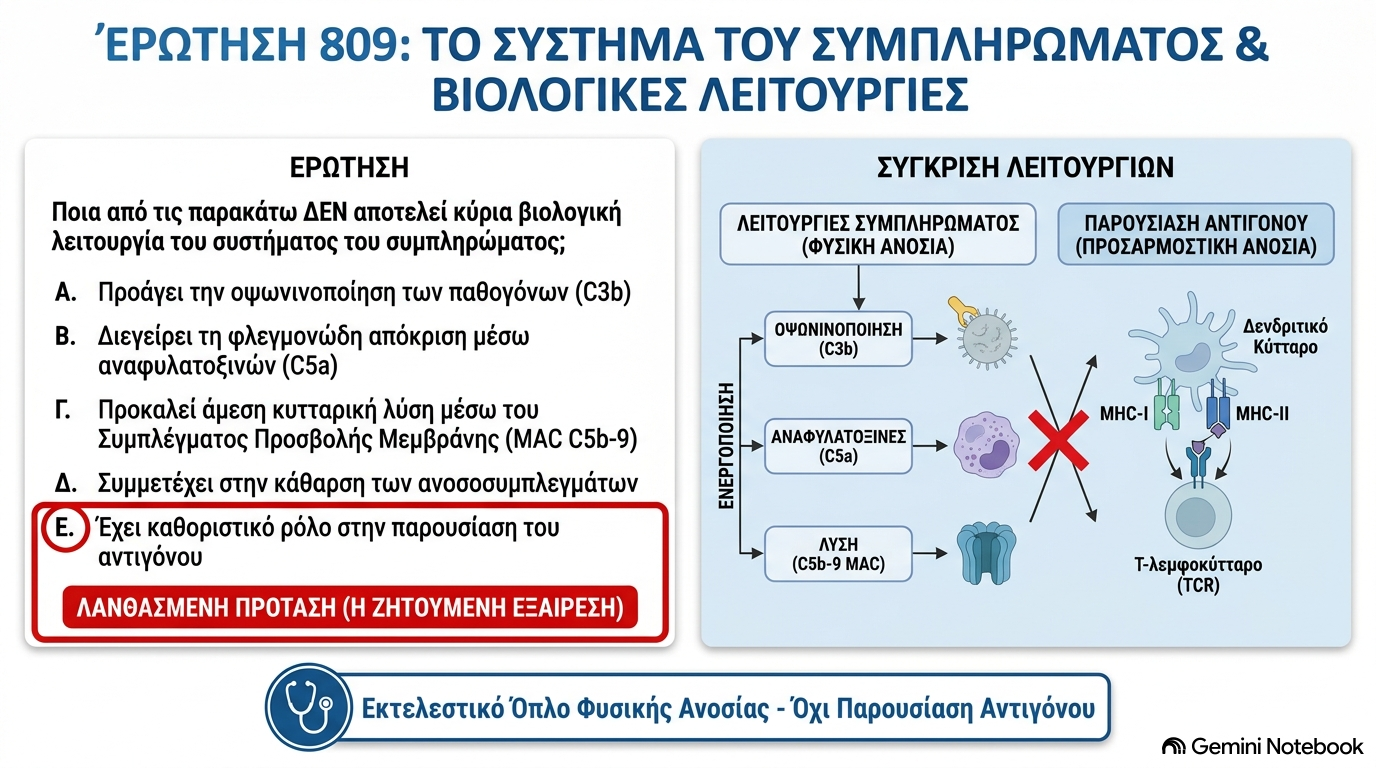 ΈΡΩΤΗΣΗ 809: ΤΟ ΣΥΣΤΗΜΑ ΤΟΥ ΣΥΜΠΛΗΡΩΜΑΤΟΣ &
ΒΙΟΛΟΓΙΚΕΣ ΛΕΙΤΟΥΡΓΙΕΣ
ΕΡΩΤΗΣΗ
Ποια από τις παρακάτω ΔΕΝ αποτελεί κύρια βιολογική
λειτουργία του συστήματος του συμπληρώματος;
Α. Προάγει την οψωνινοποίηση των παθογόνων (C3b)
Β. Διεγείρει τη φλεγμονώδη απόκριση μέσω
αναφυλατοξινών (C5a)
Γ. Προκαλεί άμεση κυτταρική λύση μέσω του
Συμπλέγματος Προσβολής Μεμβράνης (MAC C5b-9)
Δ. Συμμετέχει στην κάθαρση των ανοσοσυμπλεγμάτων
Ε. Έχει καθοριστικό ρόλο στην παρουσίαση του
αντιγόνου
ΛΑΝΘΑΣΜΕΝΗ ΠΡΟΤΑΣΗ (Η ΖΗΤΟΥΜΕΝΗ ΕΞΑΙΡΕΣΗ)
ΣΥΓΚΡΙΣΗ ΛΕΙΤΟΥΡΓΙΩΝ
ΛΕΙΤΟΥΡΓΙΕΣ ΣΥΜΠΛΗΡΩΜΑΤΟΣ
(ΦΥΣΙΚΗ ΑΝΟΣΙΑ)
ΕΝΕΡΓΟΠΟΙΗΣΗ
ΟΨΩΝΙΝΟΠΟΙΗΣΗ
(C3b)
ΑΝΑΦΥΛΑΤΟΞΙΝΕΣ
(C5a)
ΛΥΣΗ
(C5b-9 MAC)
ΠΑΡΟΥΣΙΑΣΗ ΑΝΤΙΓΟΝΟΥ
(ΠΡΟΣΑΡΜΟΣΤΙΚΗ ΑΝΟΣΙΑ)
Δενδριτικό
Κύτταρο
MHC-I
MHC-II
Τ-λεμφοκύτταρο
(TCR)
Εκτελεστικό Όπλο Φυσικής Ανοσίας - Όχι Παρουσίαση Αντιγόνου
Gemini Notebook